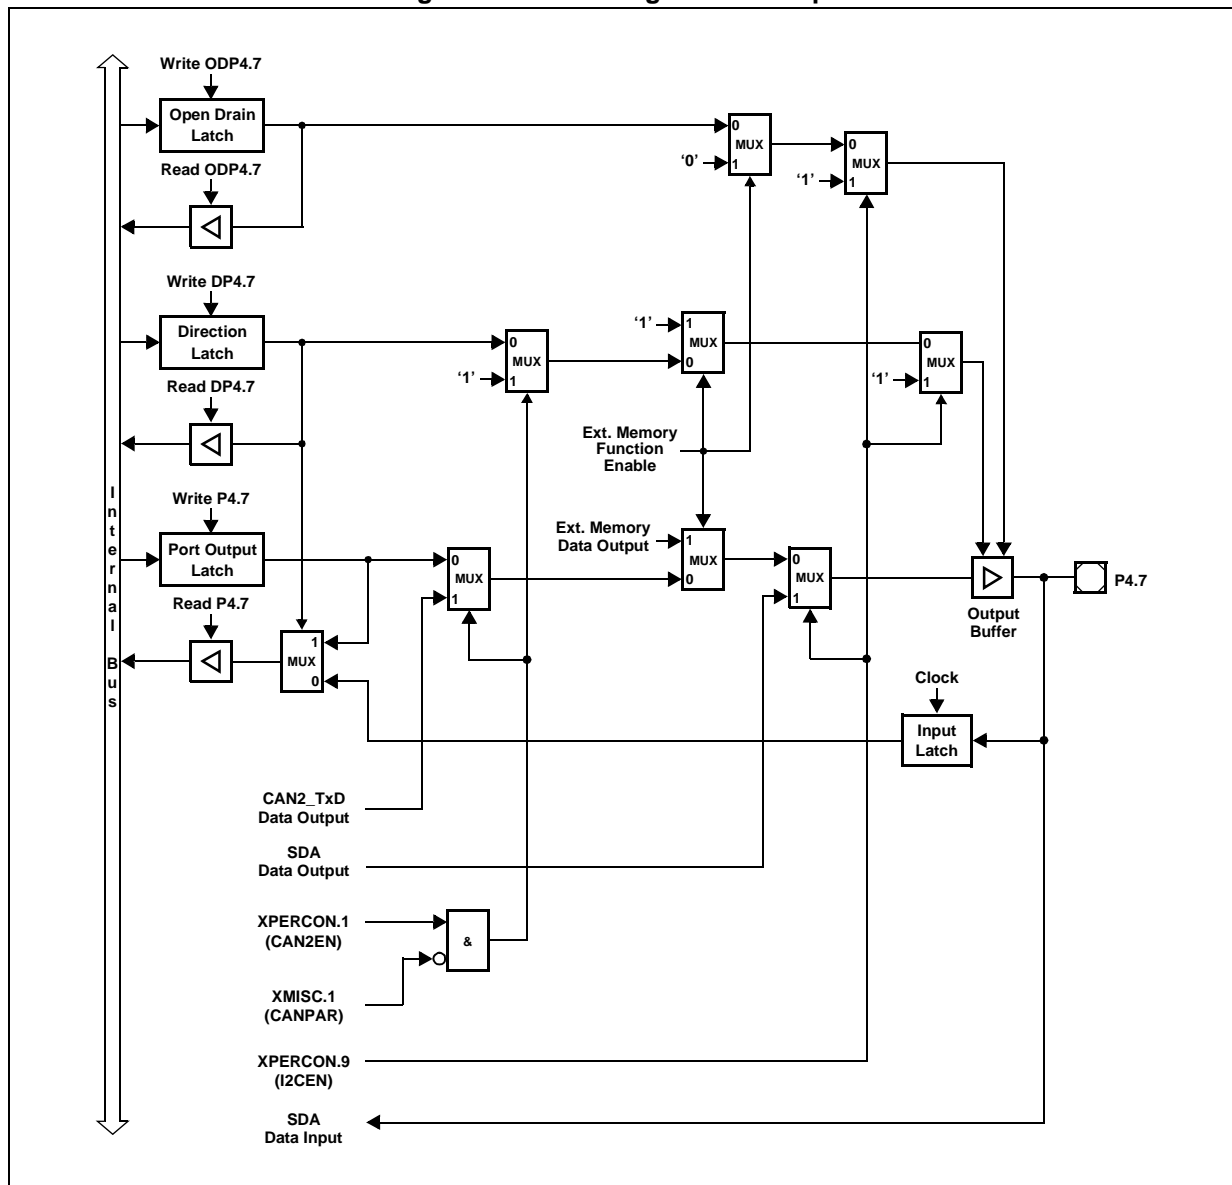 Write ODP4.7
Open Drain
Latch
Read ODP4.7
0
MUX
1
'0'
0
MUX
1
'1'
Write DP4.7
Direction
Latch
Read DP4.7
0
MUX
1
'1'
'1'
1
MUX
0
0
MUX
1
'1'
Ext. Memory
Function
Enable
Internal Bus
Write P4.7
Port Output
Latch
Read P4.7
1
MUX
0
0
MUX
1
Ext. Memory
Data Output
1
MUX
0
0
MUX
1
Output
Buffer
P4.7
Clock
Input
Latch
CAN2_TxD
Data Output
SDA
Data Output
XPERCON.1
(CAN2EN)
&
XMISC.1
(CANPAR)
XPERCON.9
(I2CEN)
SDA
Data Input